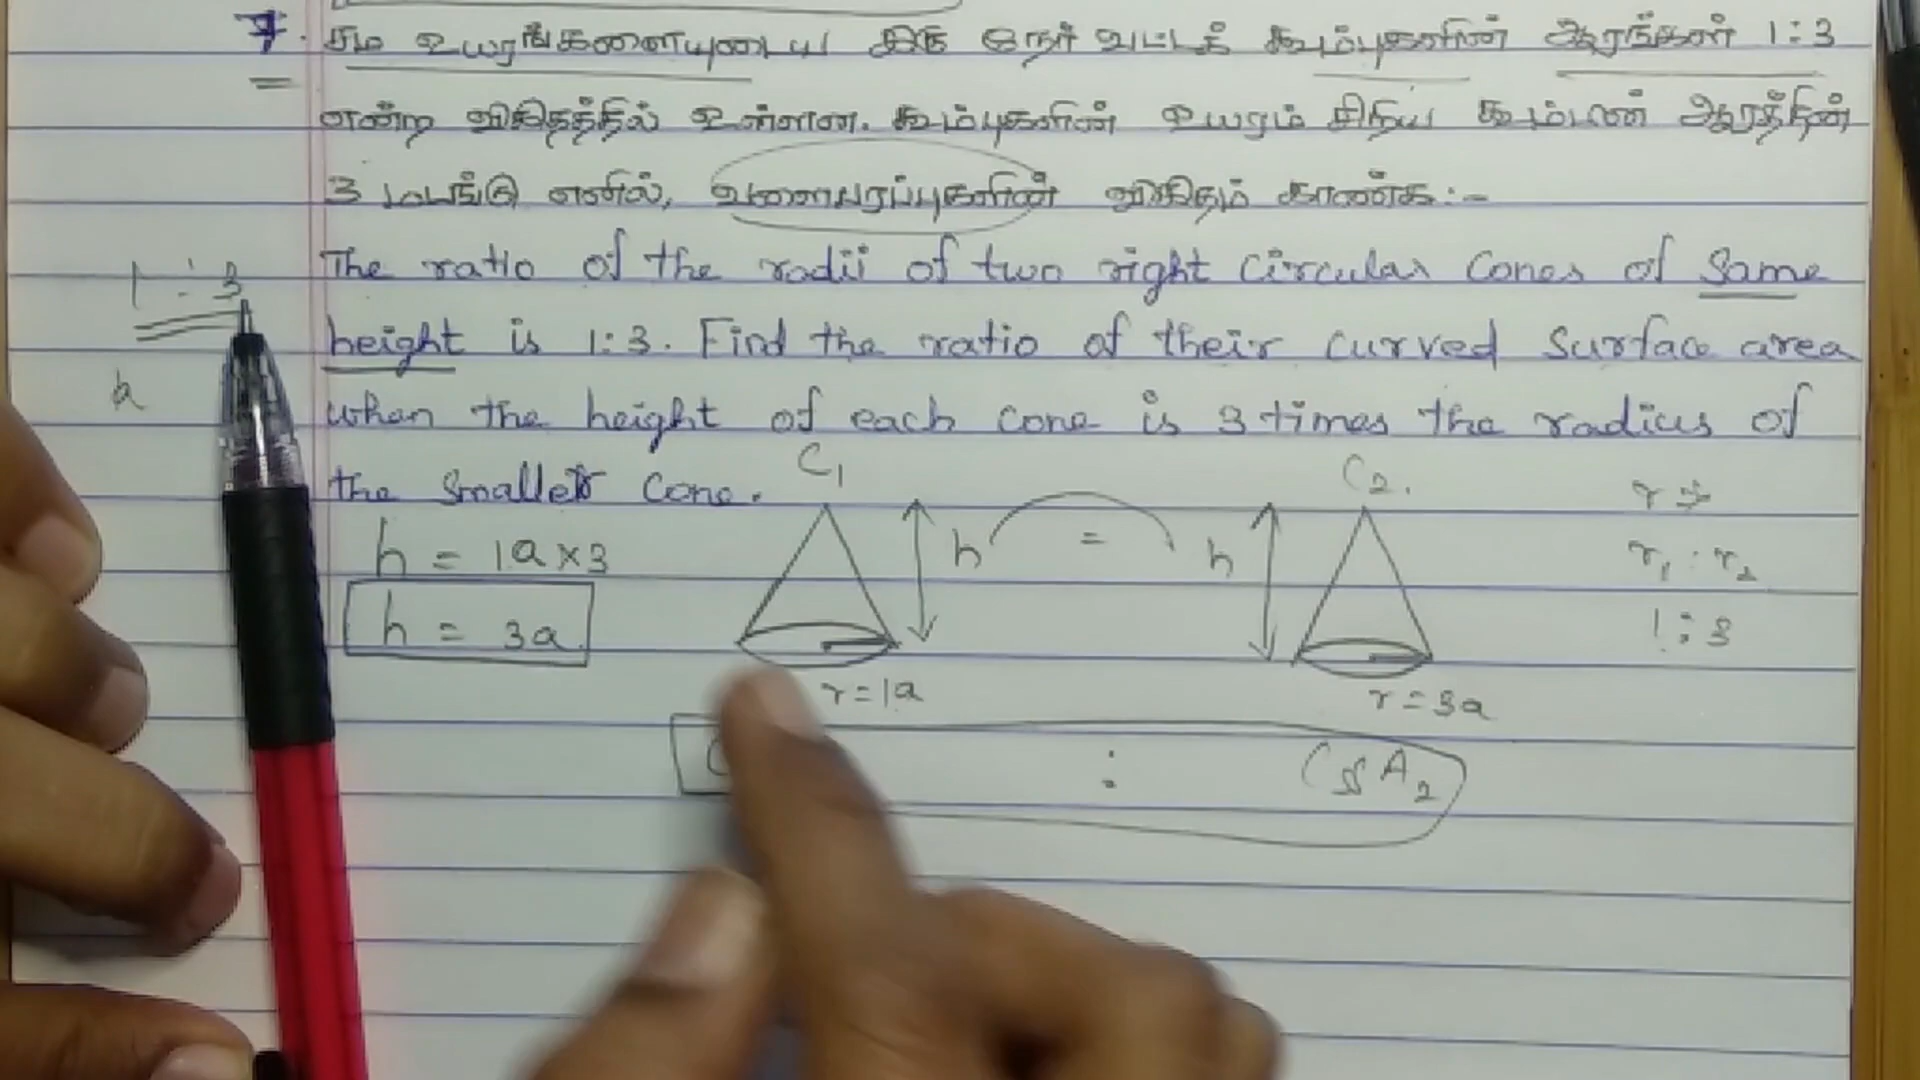 7. சம உயரங்களையுடைய இரு நேர் வட்டக் கூம்புகளின் ஆரங்கள் 1:3
என்ற விகிதத்தில் உள்ளன. கூம்புகளின் உயரம் சிறிய கூம்பின் ஆரத்தின்
3 மடங்கு எனில், வளைபரப்புகளின் விகிதம் காண்க:-
The ratio of the radii of two right circular cones of same
1 : 3
height is 1:3. Find the ratio of their curved surface area
h
when the height of each cone is 3 times the radius of
the smaller cone.
C1
C2.
r ⇒
h = 1a×3
h = h
r1 : r2
h = 3a
1 : 3
r=1a
r = 3a
: CSA2